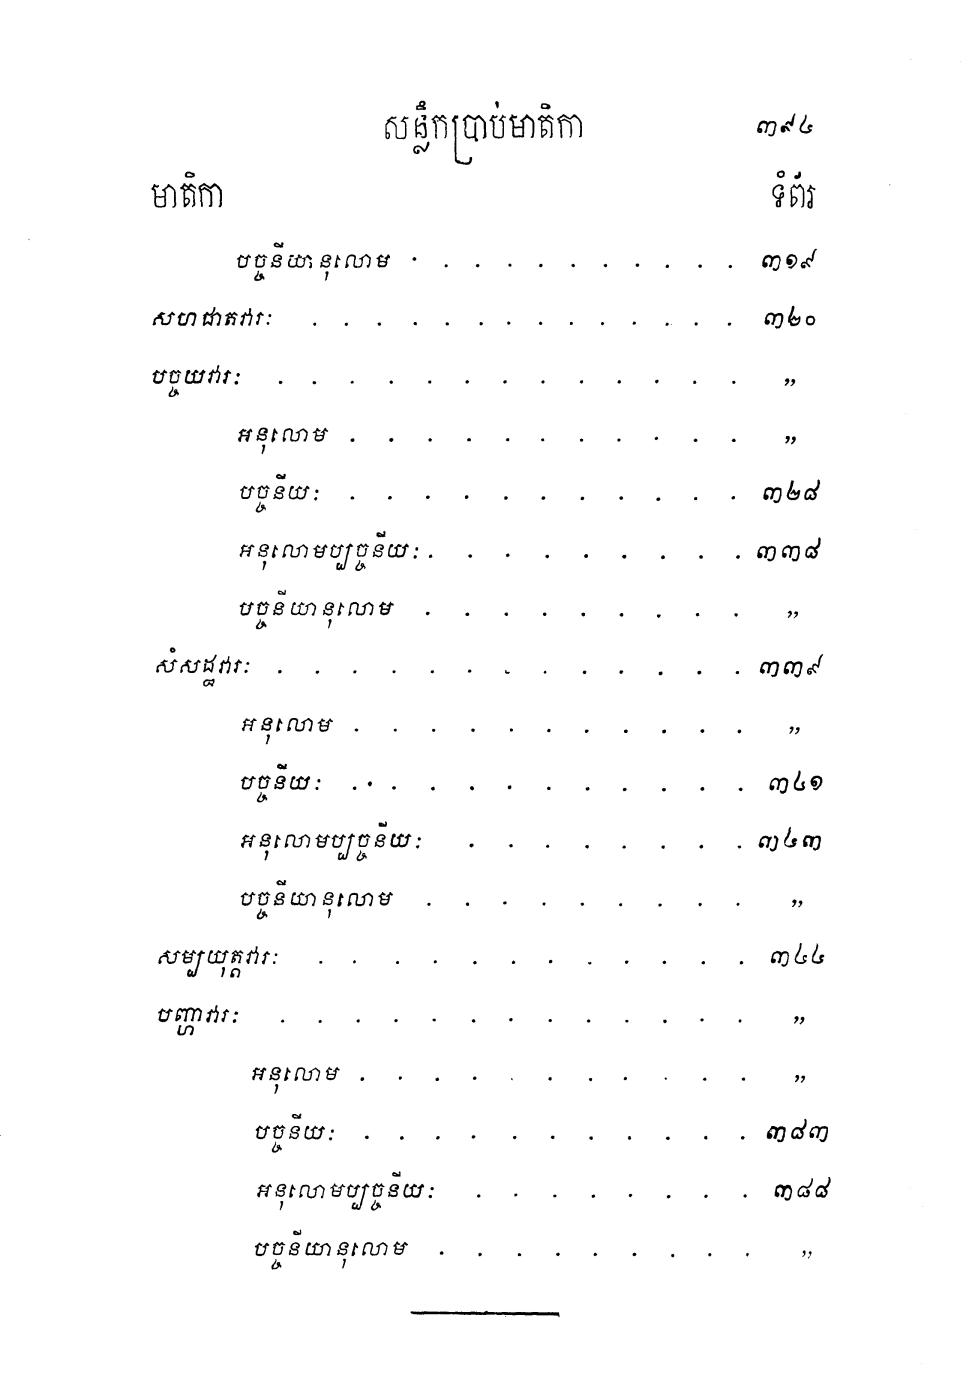 សន្លឹកប្រាប់មាតិកា ៣៩៤
មាតិកា ទំព័រ
បច្ចនីយានុលោម . . . . . . . . . . . ៣១៩
សហជាតវារៈ . . . . . . . . . . . . . . ៣២០
បច្ចយវារៈ . . . . . . . . . . . . . ,,
អនុលោម . . . . . . . . . . . ,,
បច្ចនីយៈ . . . . . . . . . . . ៣២៨
អនុលោមប្បច្ចនីយៈ . . . . . . . . . ៣៣៨
បច្ចនីយានុលោម . . . . . . . . . ,,
សំសដ្ឋវារៈ . . . . . . . . . . . . . ៣៣៩
អនុលោម . . . . . . . . . . . ,,
បច្ចនីយៈ . . . . . . . . . . . . ៣៤១
អនុលោមប្បច្ចនីយៈ . . . . . . . . ៣៤៣
បច្ចនីយានុលោម . . . . . . . . . ,,
សម្បយុត្តវារៈ . . . . . . . . . . . . ៣៤៤
បញ្ហាវារៈ . . . . . . . . . . . . . ,,
អនុលោម . . . . . . . . . . . ,,
បច្ចនីយៈ . . . . . . . . . . . ៣៨៣
អនុលោមប្បច្ចនីយៈ . . . . . . . . ៣៨៨
បច្ចនីយានុលោម . . . . . . . . . ,,